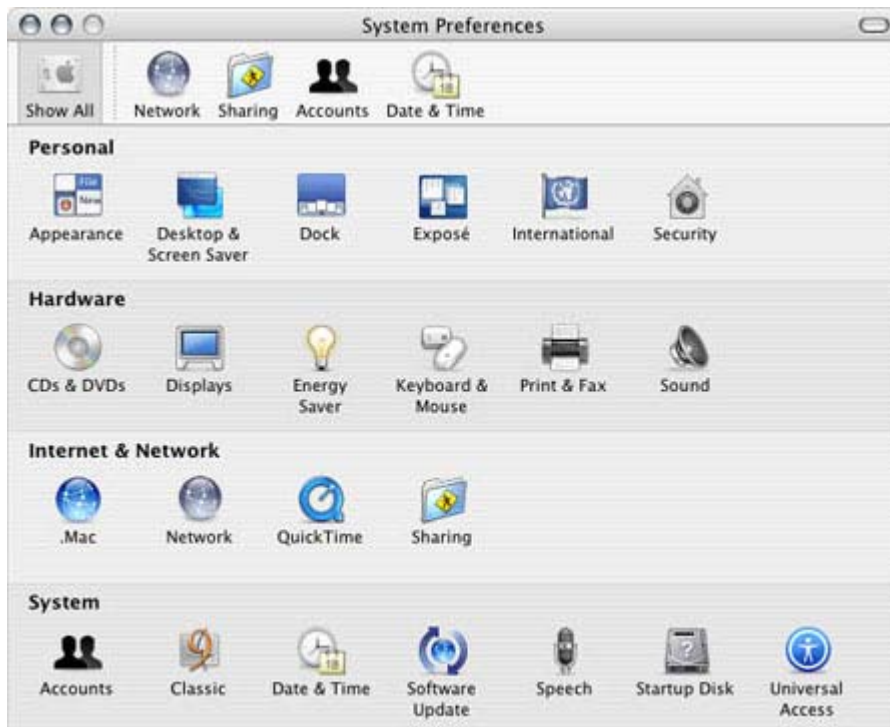 System Preferences
Show All Network Sharing Accounts Date & Time
Personal
Appearance Desktop & Screen Saver Dock Exposé International Security
Hardware
CDs & DVDs Displays Energy Saver Keyboard & Mouse Print & Fax Sound
Internet & Network
.Mac Network QuickTime Sharing
System
Accounts Classic Date & Time Software Update Speech Startup Disk Universal Access